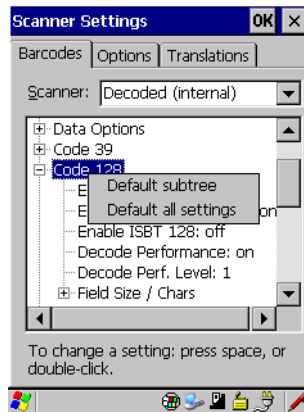 Scanner Settings OK
Barcodes Options Translations
Scanner: Decoded (internal)
Data Options
Code 39
Code 128
Default subtree
Default all settings
Enable ISBT 128: off
Decode Performance: on
Decode Perf. Level: 1
Field Size / Chars
To change a setting: press space, or
double-click.